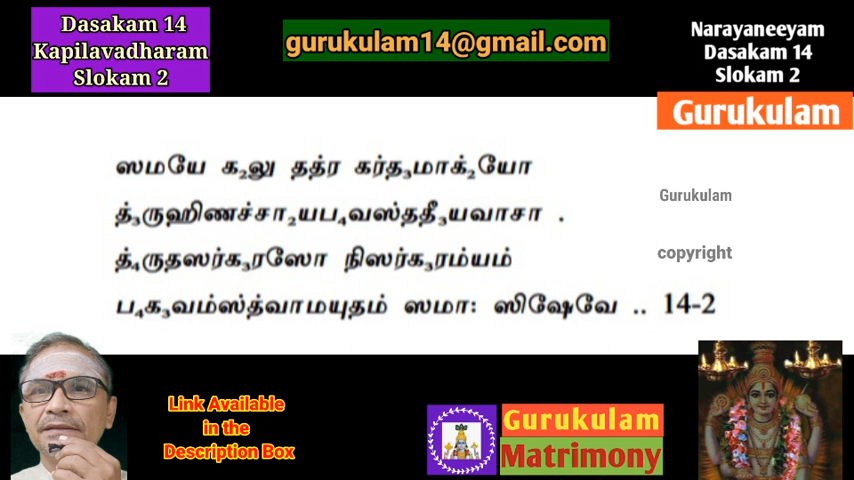 Dasakam 14
Kapilavadharam
Slokam 2
gurukulam14@gmail.com
Narayaneeyam
Dasakam 14
Slokam 2
Gurukulam
ஸமயே க₂லு தத்ர கர்த₃மாக்₂யோ
த்₃ருஹிணச்சா₂யப₄வஸ்ததீ₃யவாசா .
த்₄ருதஸர்க₃ரஸோ நிஸர்க₃ரம்யம்
ப₄க₃வம்ஸ்த்வாமயுதம் ஸமா: ஸிஷேவே .. 14-2
Gurukulam
copyright
Link Available
in the
Description Box
Gurukulam
Matrimony